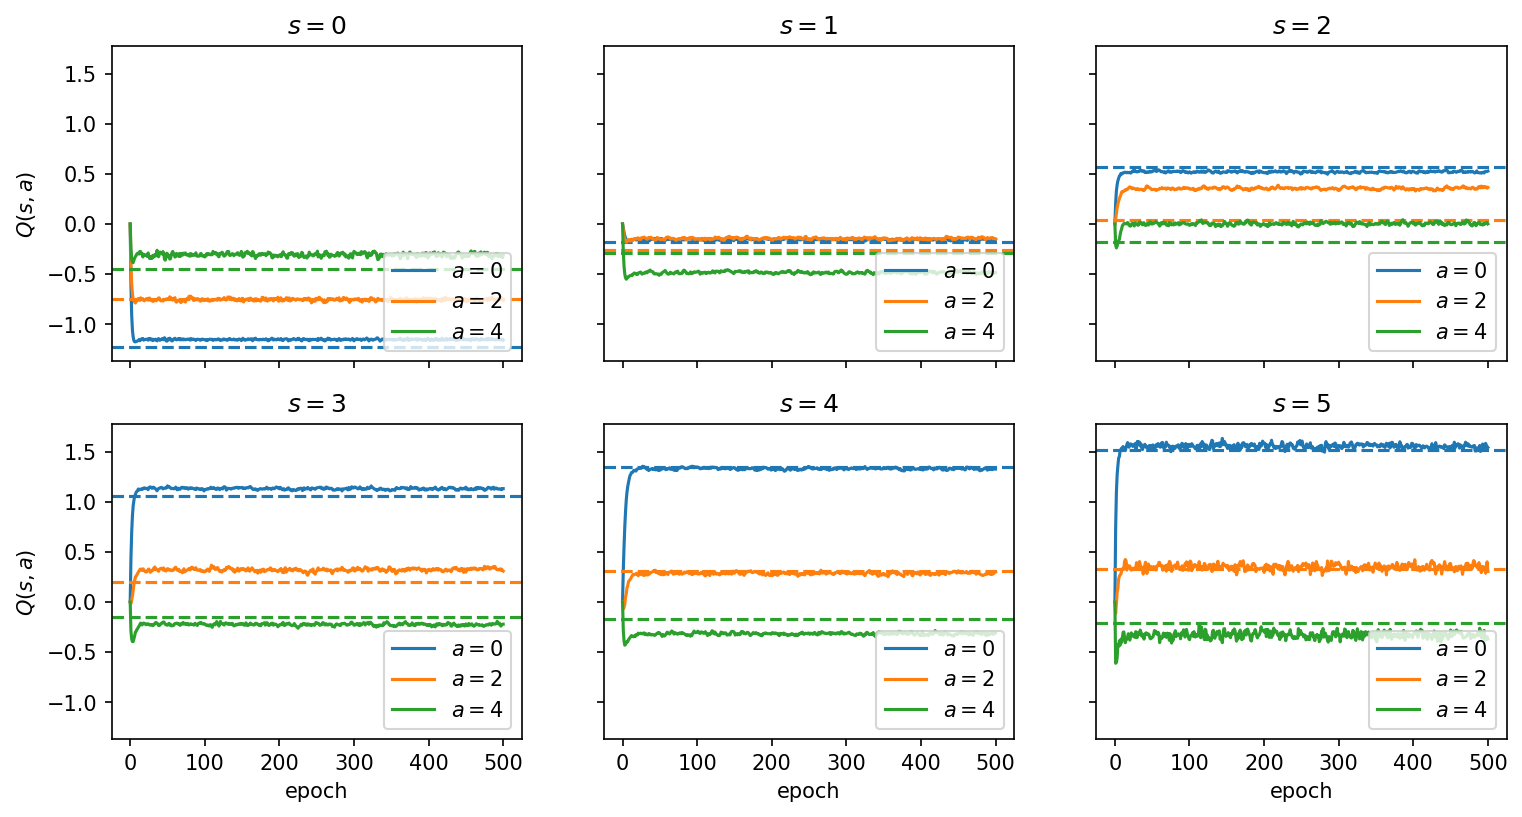 s = 0
s = 1
s = 2
Q(s, a)
1.5
1.0
0.5
0.0
−0.5
−1.0
a = 0
a = 2
a = 4
a = 0
a = 2
a = 4
a = 0
a = 2
a = 4
s = 3
s = 4
s = 5
Q(s, a)
1.5
1.0
0.5
0.0
−0.5
−1.0
a = 0
a = 2
a = 4
a = 0
a = 2
a = 4
a = 0
a = 2
a = 4
0 100 200 300 400 500
0 100 200 300 400 500
0 100 200 300 400 500
epoch
epoch
epoch